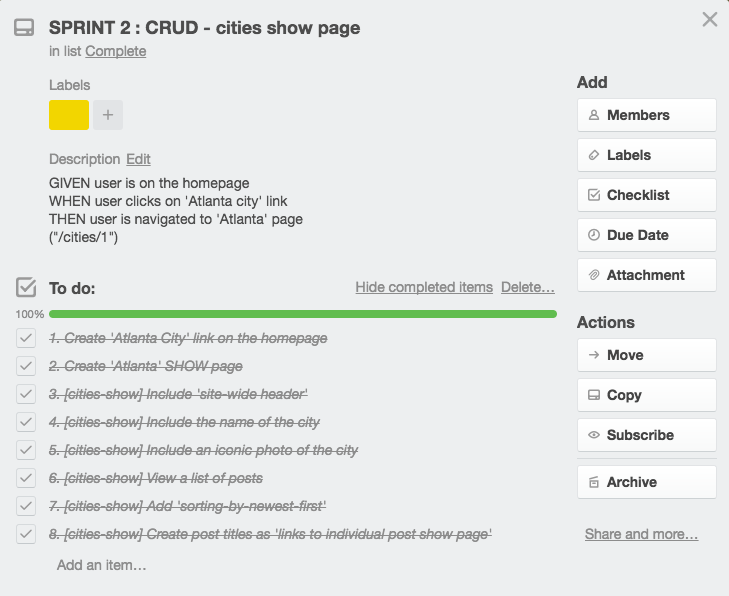 SPRINT 2 : CRUD - cities show page
in list Complete
Labels
+
Description Edit
GIVEN user is on the homepage
WHEN user clicks on 'Atlanta city' link
THEN user is navigated to 'Atlanta' page
("/cities/1")
To do:
Hide completed items Delete…
100%
1. Create 'Atlanta City' link on the homepage
2. Create 'Atlanta' SHOW page
3. [cities-show] Include 'site-wide header'
4. [cities-show] Include the name of the city
5. [cities-show] Include an iconic photo of the city
6. [cities-show] View a list of posts
7. [cities-show] Add 'sorting-by-newest-first'
8. [cities-show] Create post titles as 'links to individual post show page'
Add an item…
Add
Members
Labels
Checklist
Due Date
Attachment
Actions
Move
Copy
Subscribe
Archive
Share and more…